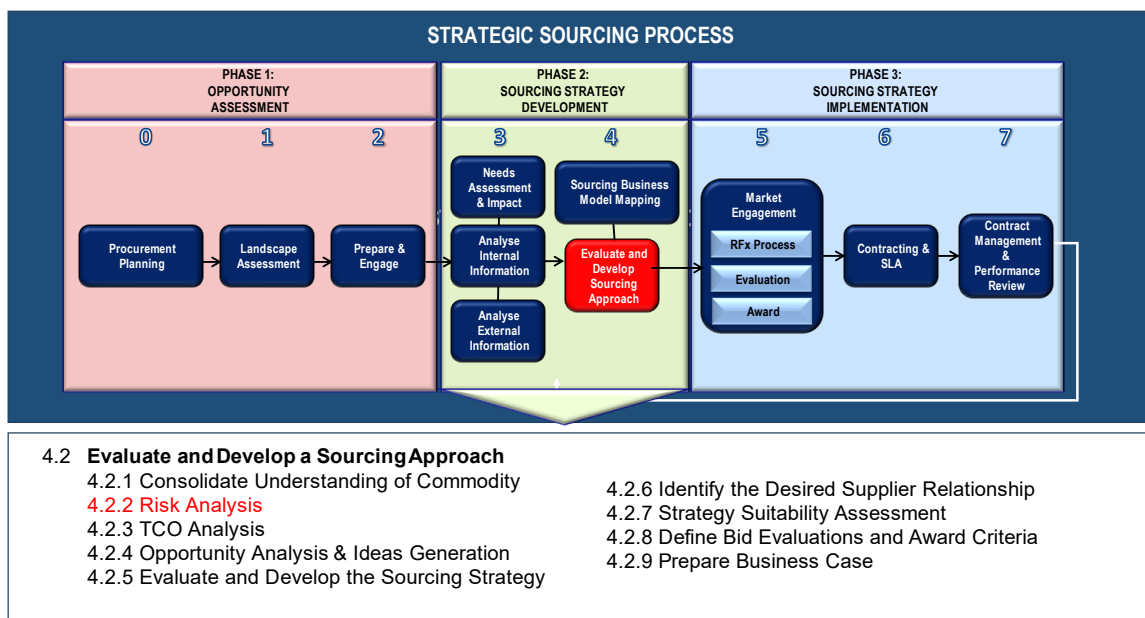 STRATEGIC SOURCING PROCESS
PHASE 1:
OPPORTUNITY
ASSESSMENT
PHASE 2:
SOURCING STRATEGY
DEVELOPMENT
PHASE 3:
SOURCING STRATEGY
IMPLEMENTATION
0
1
2
3
4
5
6
7
Procurement
Planning
Landscape
Assessment
Prepare &
Engage
Needs
Assessment
& Impact
Analyse
Internal
Information
Analyse
External
Information
Sourcing Business
Model Mapping
Evaluate and
Develop
Sourcing
Approach
Market
Engagement
RFx Process
Evaluation
Award
Contracting &
SLA
Contract
Management
&
Performance
Review
4.2 Evaluate and Develop a Sourcing Approach
4.2.1 Consolidate Understanding of Commodity
4.2.2 Risk Analysis
4.2.3 TCO Analysis
4.2.4 Opportunity Analysis & Ideas Generation
4.2.5 Evaluate and Develop the Sourcing Strategy
4.2.6 Identify the Desired Supplier Relationship
4.2.7 Strategy Suitability Assessment
4.2.8 Define Bid Evaluations and Award Criteria
4.2.9 Prepare Business Case